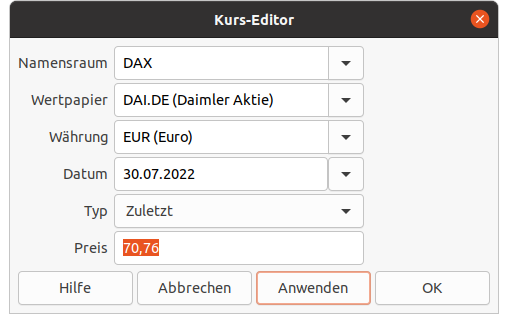 Kurs-Editor
Namensraum DAX
Wertpapier DAI.DE (Daimler Aktie)
Währung EUR (Euro)
Datum 30.07.2022
Typ Zuletzt
Preis 70,76
Hilfe Abbrechen Anwenden OK